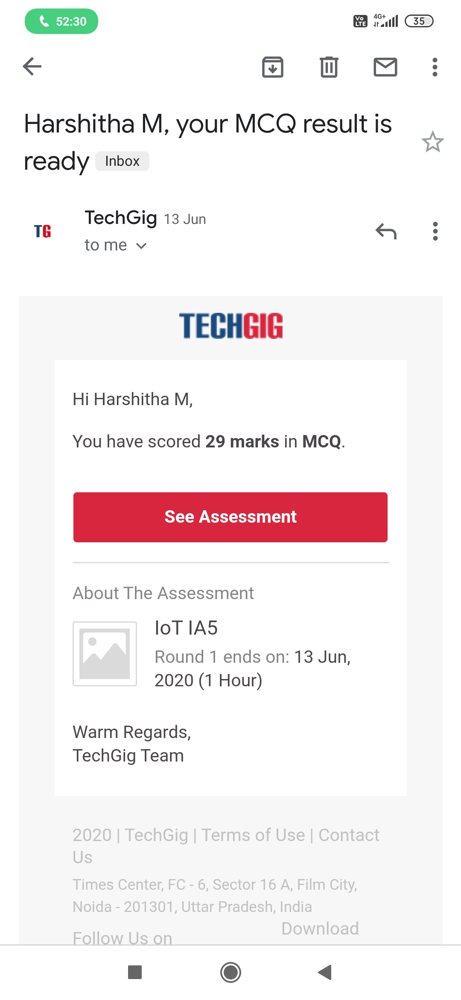 52:30
Vo LTE 4G+ 35
Harshitha M, your MCQ result is
ready Inbox
TG
TechGig 13 Jun
to me
TECHGIG
Hi Harshitha M,
You have scored 29 marks in MCQ.
See Assessment
About The Assessment
IoT IA5
Round 1 ends on: 13 Jun,
2020 (1 Hour)
Warm Regards,
TechGig Team
2020 | TechGig | Terms of Use | Contact
Us
Times Center, FC - 6, Sector 16 A, Film City,
Noida - 201301, Uttar Pradesh, India
Download
Follow Us on